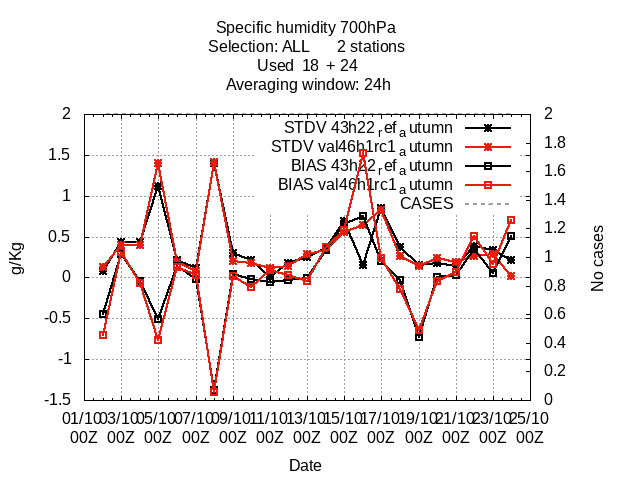 Specific humidity 700hPa
Selection: ALL 2 stations
Used 18 + 24
Averaging window: 24h
STDV 43h22_ref_autumn
STDV val46h1rc1_autumn
BIAS 43h22_ref_autumn
BIAS val46h1rc1_autumn
CASES
g/Kg
2
1.5
1
0.5
0
-0.5
-1
-1.5
No cases
2
1.8
1.6
1.4
1.2
1
0.8
0.6
0.4
0.2
0
01/10 03/10 05/10 07/10 09/10 11/10 13/10 15/10 17/10 19/10 21/10 23/10 25/10
00Z 00Z 00Z 00Z 00Z 00Z 00Z 00Z 00Z 00Z 00Z 00Z 00Z
Date